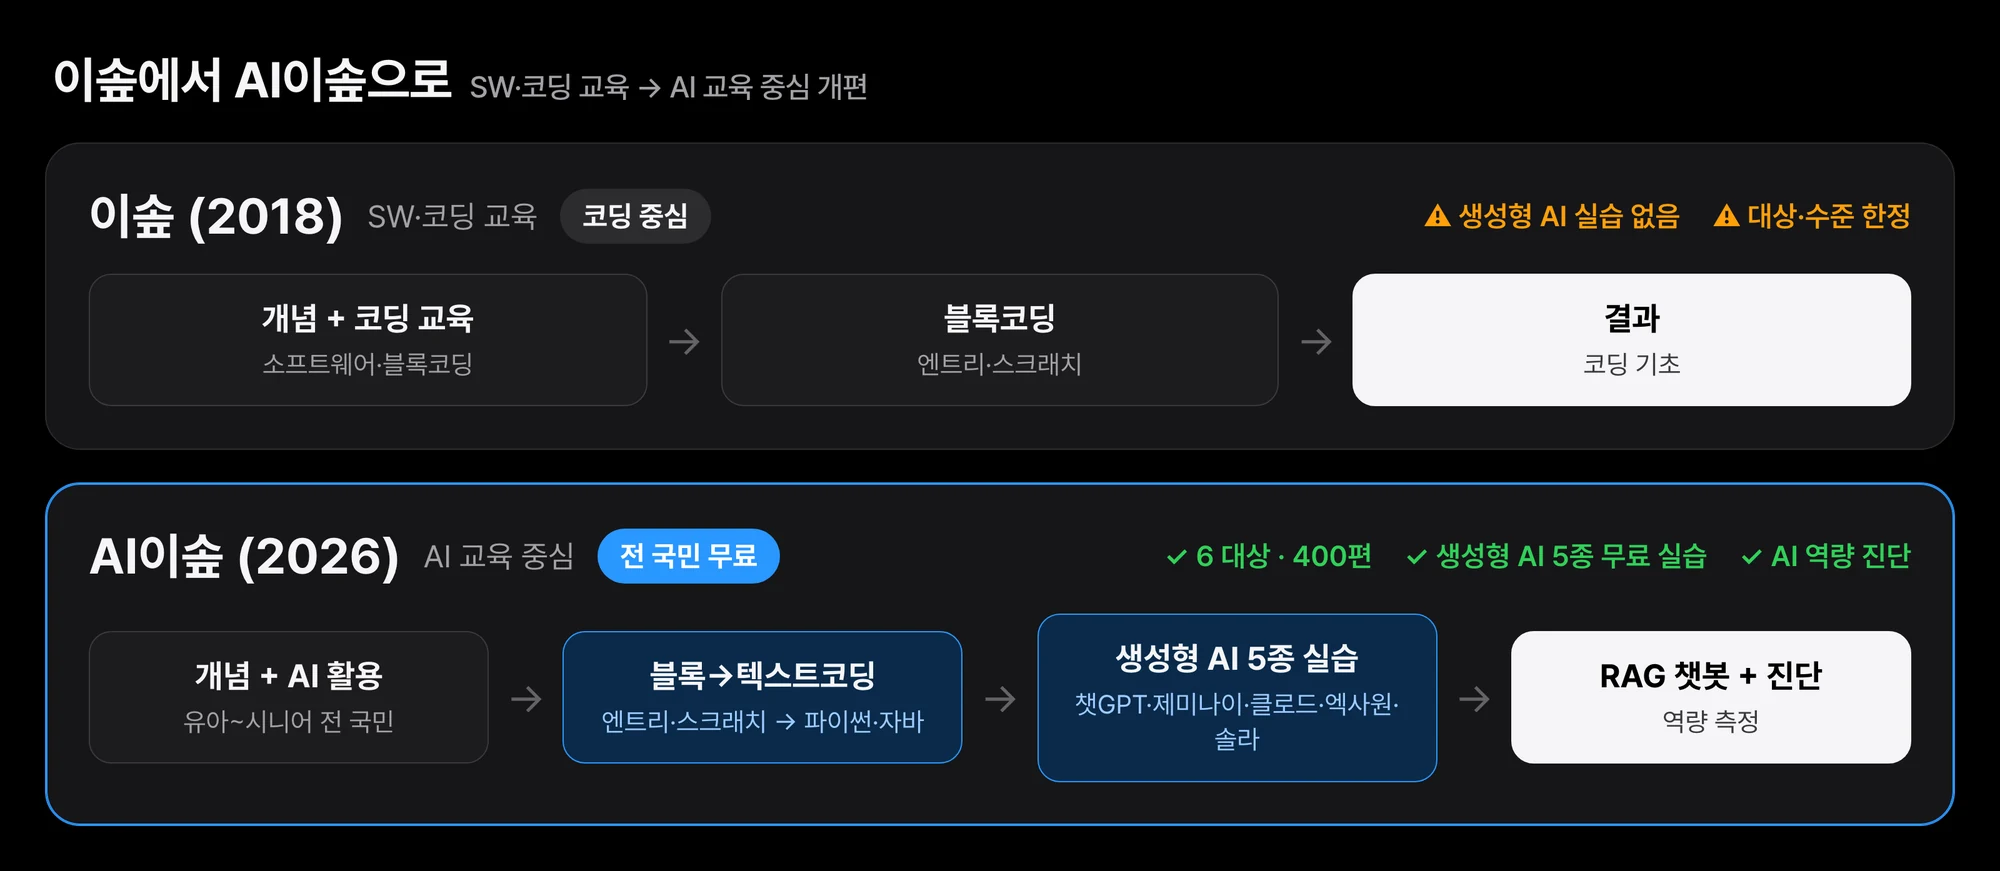 이숲에서 AI이숲으로 SW·코딩 교육 → AI 교육 중심 개편
이숲 (2018) SW·코딩 교육 코딩 중심 ⚠ 생성형 AI 실습 없음 ⚠ 대상·수준 한정
개념 + 코딩 교육
소프트웨어·블록코딩
→
블록코딩
엔트리·스크래치
→
결과
코딩 기초
AI이숲 (2026) AI 교육 중심 전 국민 무료 ✓ 6 대상 · 400편 ✓ 생성형 AI 5종 무료 실습 ✓ AI 역량 진단
개념 + AI 활용
유아~시니어 전 국민
→
블록→텍스트코딩
엔트리·스크래치 → 파이썬·자바
→
생성형 AI 5종 실습
챗GPT·제미나이·클로드·엑사원·
솔라
→
RAG 챗봇 + 진단
역량 측정